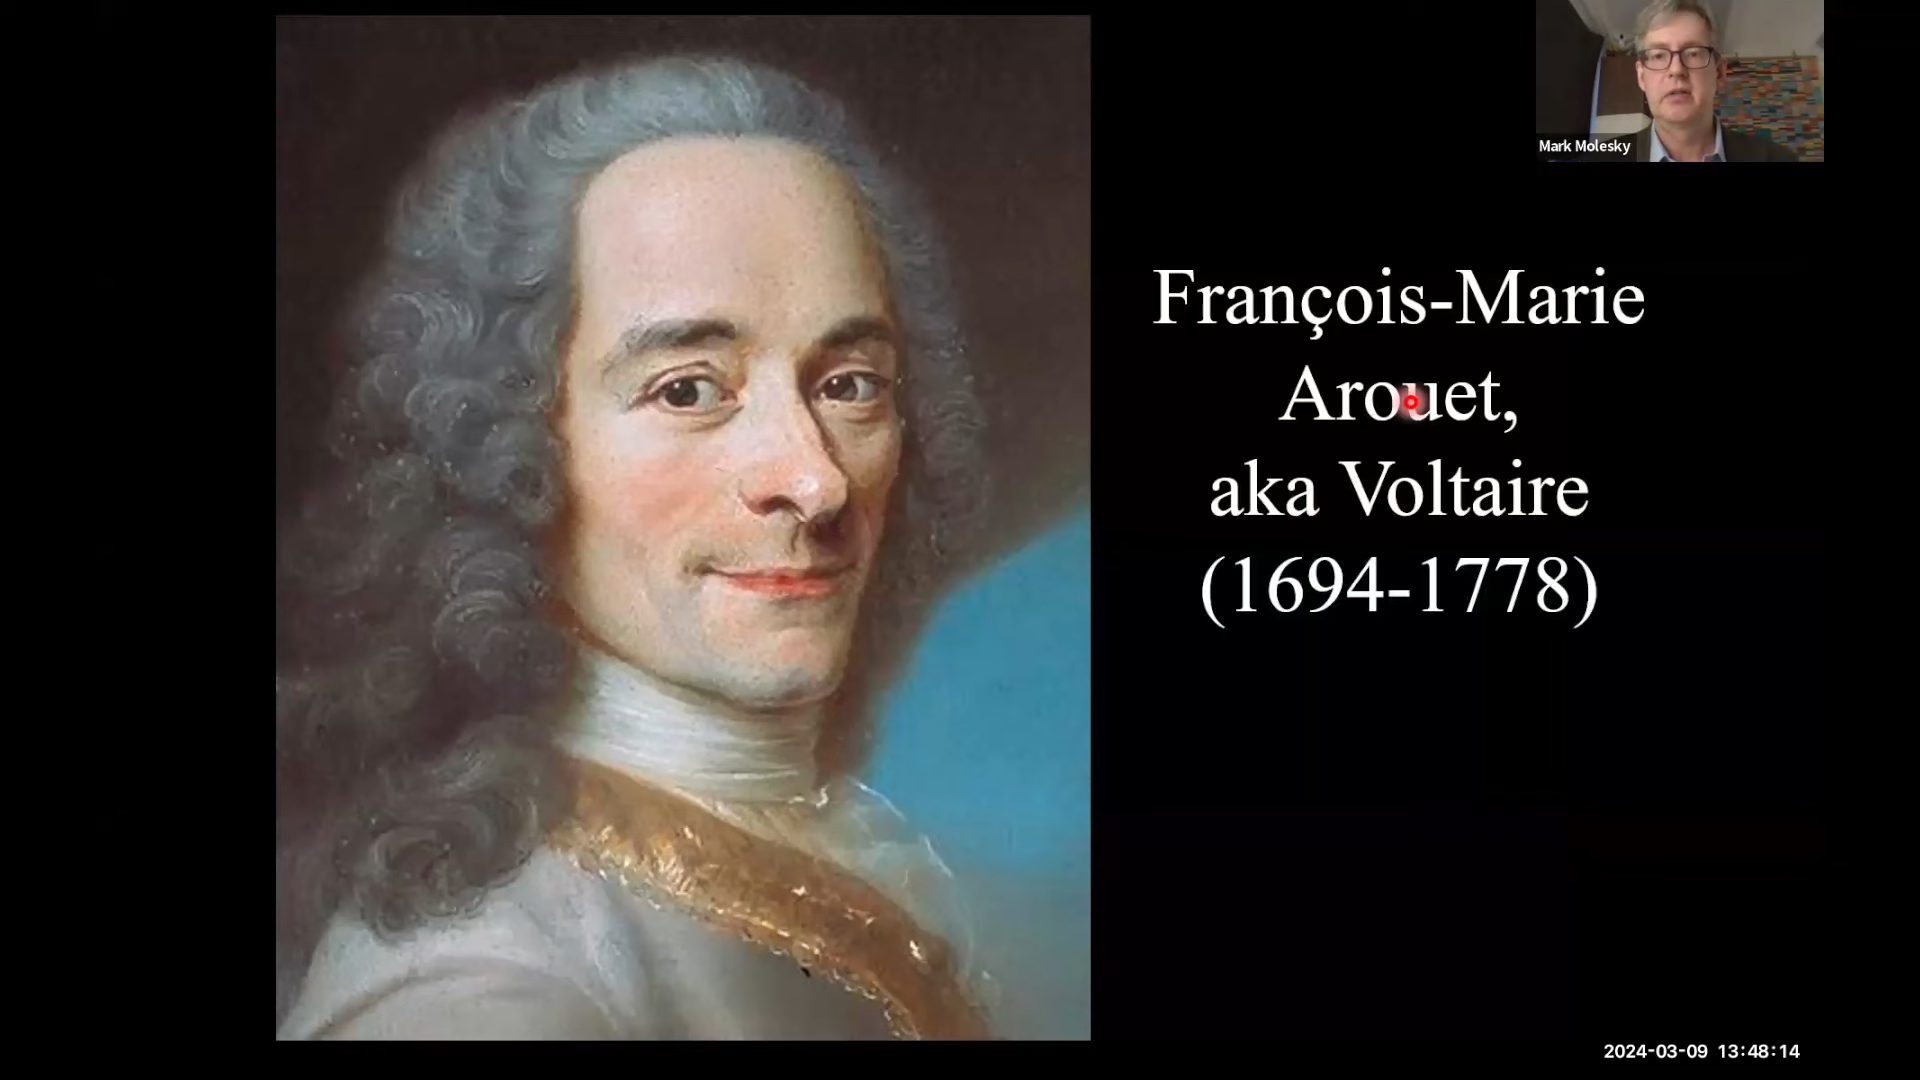 Mark Molesky
François-Marie
Arouet,
aka Voltaire
(1694-1778)
2024-03-09 13:48:14